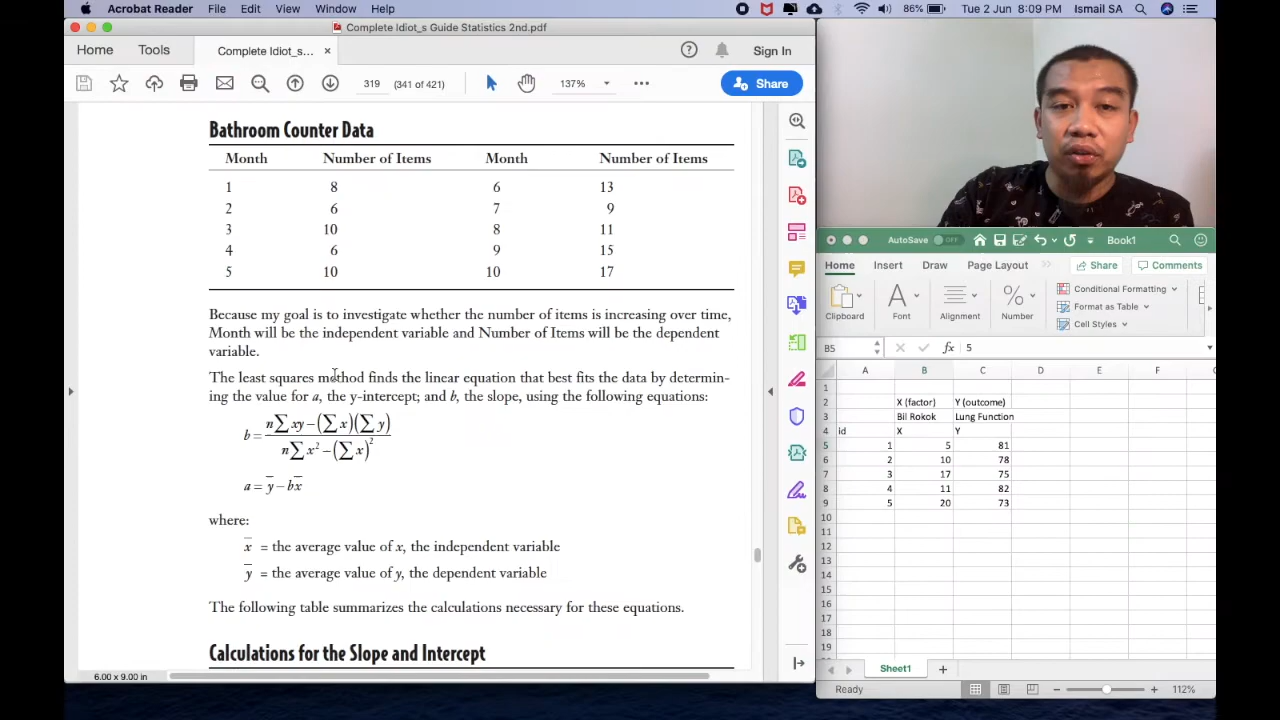 Acrobat Reader File Edit View Window Help 86% Tue 2 Jun 8:09 PM Ismail SA
Complete Idiot_s Guide Statistics 2nd.pdf
Home Tools Complete Idiot_s... × Sign In
319 (341 of 421) 137% Share
Bathroom Counter Data
Month Number of Items Month Number of Items
1 8 6 13
2 6 7 9
3 10 8 11
4 6 9 15
5 10 10 17
Because my goal is to investigate whether the number of items is increasing over time,
Month will be the independent variable and Number of Items will be the dependent
variable.
The least squares method finds the linear equation that best fits the data by determin-
ing the value for a, the y-intercept; and b, the slope, using the following equations:
b = n∑xy − (∑x)(∑y) / n∑x² − (∑x)²
a = y̅ − bx̅
where:
x̅ = the average value of x, the independent variable
y̅ = the average value of y, the dependent variable
The following table summarizes the calculations necessary for these equations.
Calculations for the Slope and Intercept
6.00 x 9.00 in
AutoSave OFF Book1
Home Insert Draw Page Layout Share Comments
Clipboard Font Alignment Number
Conditional Formatting
Format as Table
Cell Styles
B5 fx 5
A B C D E F
1
2 X (factor) Y (outcome)
3 Bil Rokok Lung Function
4 id X Y
5 1 5 81
6 2 10 78
7 3 17 75
8 4 11 82
9 5 20 73
10
11
12
13
14
15
16
17
18
19
Sheet1 +
Ready 112%